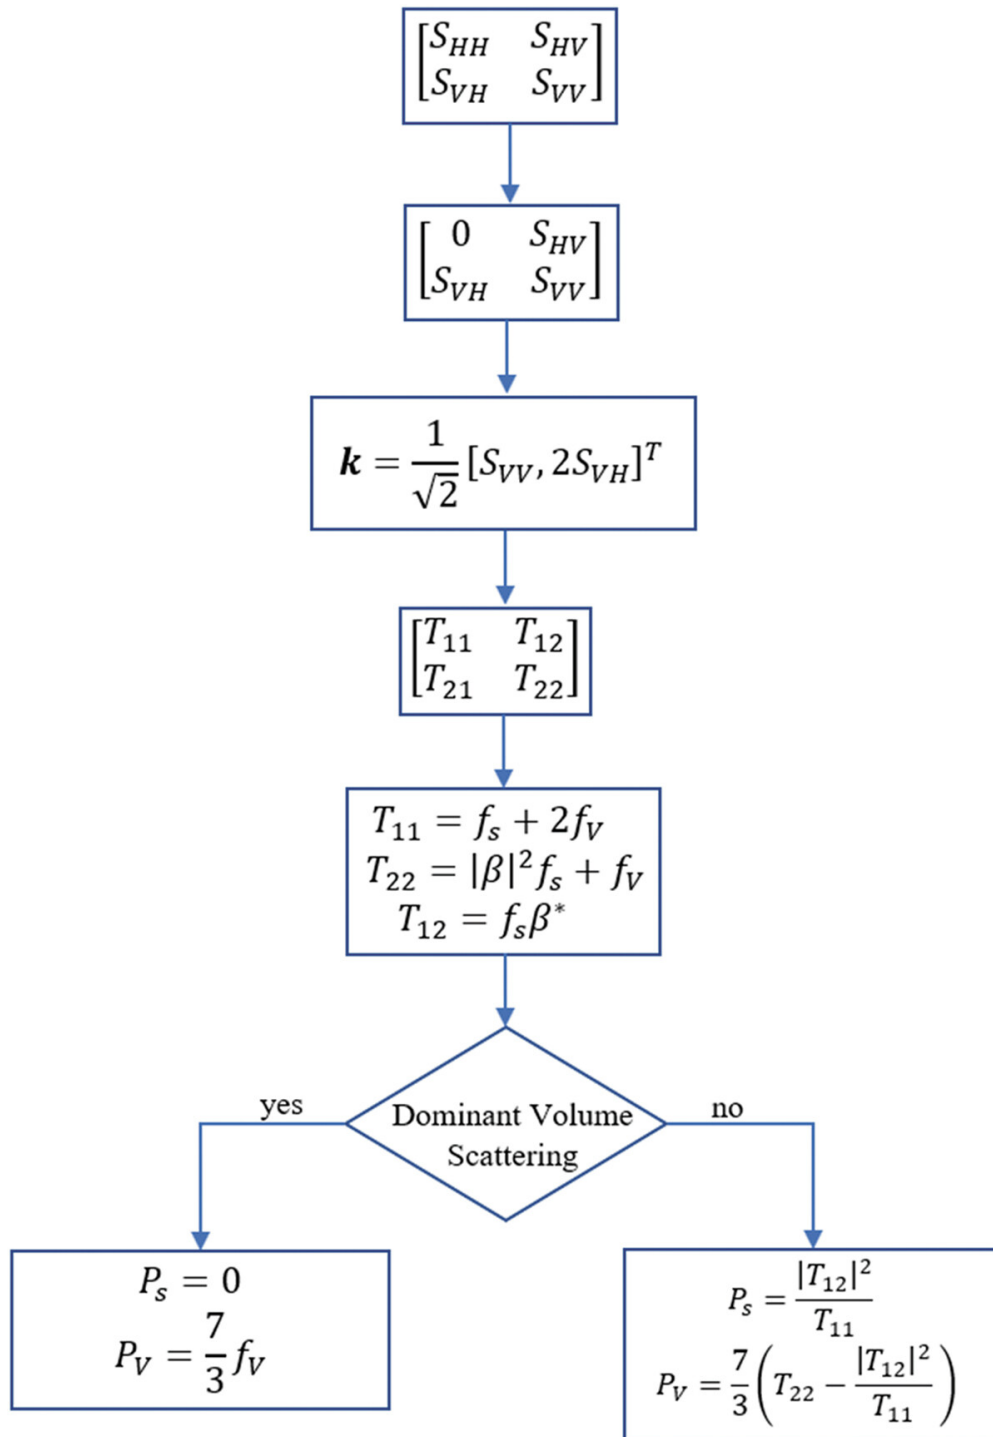 [S_HH S_HV]
[S_VH S_VV]
[0 S_HV]
[S_VH S_VV]
k = 1/√2 [S_VV, 2S_VH]^T
[T_11 T_12]
[T_21 T_22]
T_11 = f_s + 2f_V
T_22 = |β|^2 f_s + f_V
T_12 = f_s β^*
yes
Dominant Volume
no
Scattering
P_s = 0
P_V = 7/3 f_V
P_s = |T_12|^2/T_11
P_V = 7/3 (T_22 − |T_12|^2/T_11)